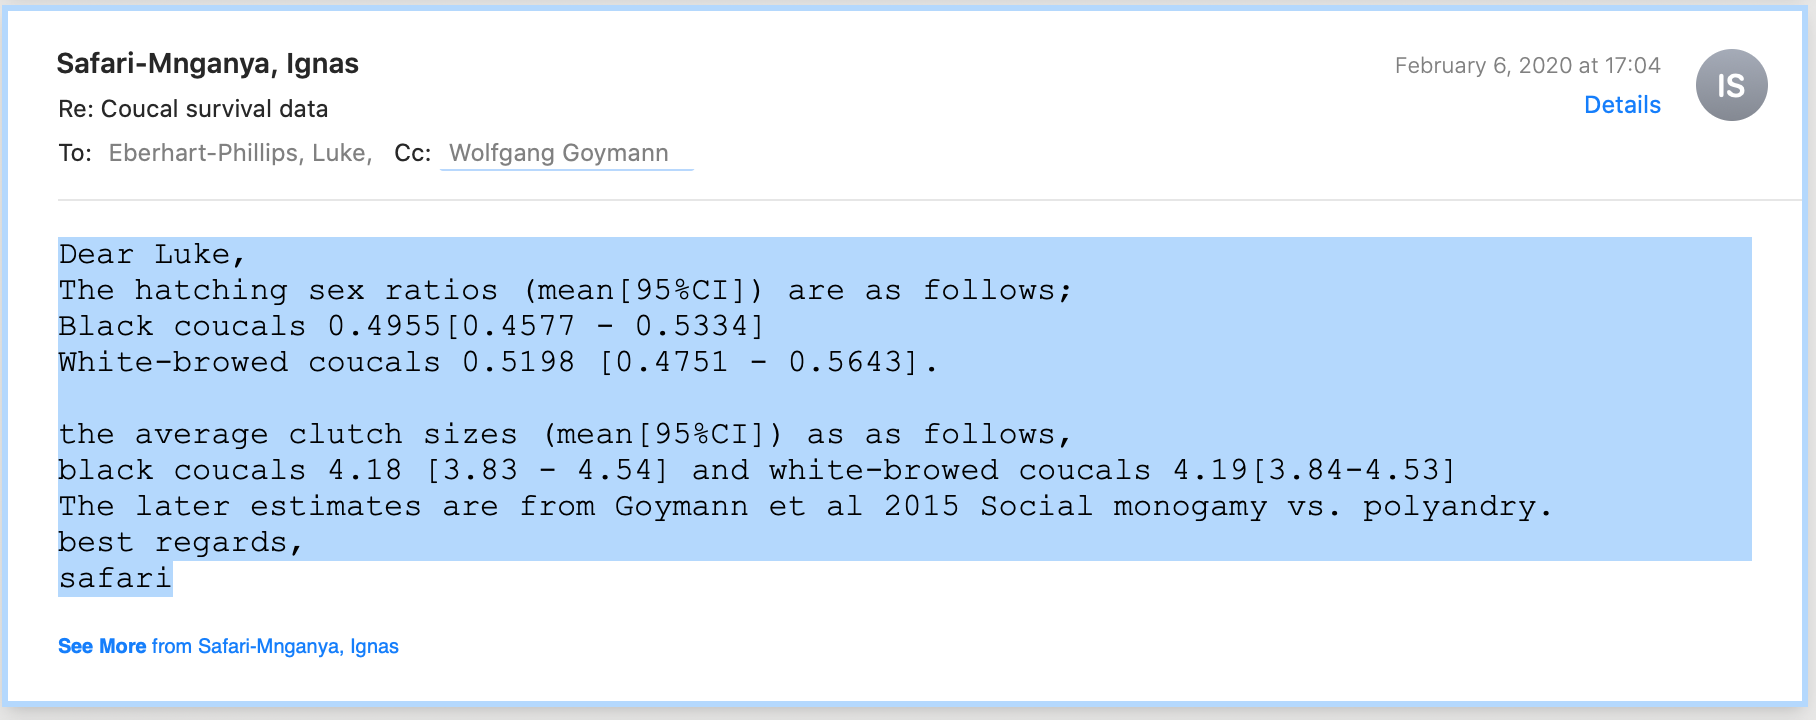 Safari-Mnganya, Ignas
February 6, 2020 at 17:04
IS
Re: Coucal survival data
Details
To: Eberhart-Phillips, Luke, Cc: Wolfgang Goymann
Dear Luke,
The hatching sex ratios (mean[95%CI]) are as follows;
Black coucals 0.4955[0.4577 - 0.5334]
White-browed coucals 0.5198 [0.4751 - 0.5643].
the average clutch sizes (mean[95%CI]) as as follows,
black coucals 4.18 [3.83 - 4.54] and white-browed coucals 4.19[3.84-4.53]
The later estimates are from Goymann et al 2015 Social monogamy vs. polyandry.
best regards,
safari
See More from Safari-Mnganya, Ignas